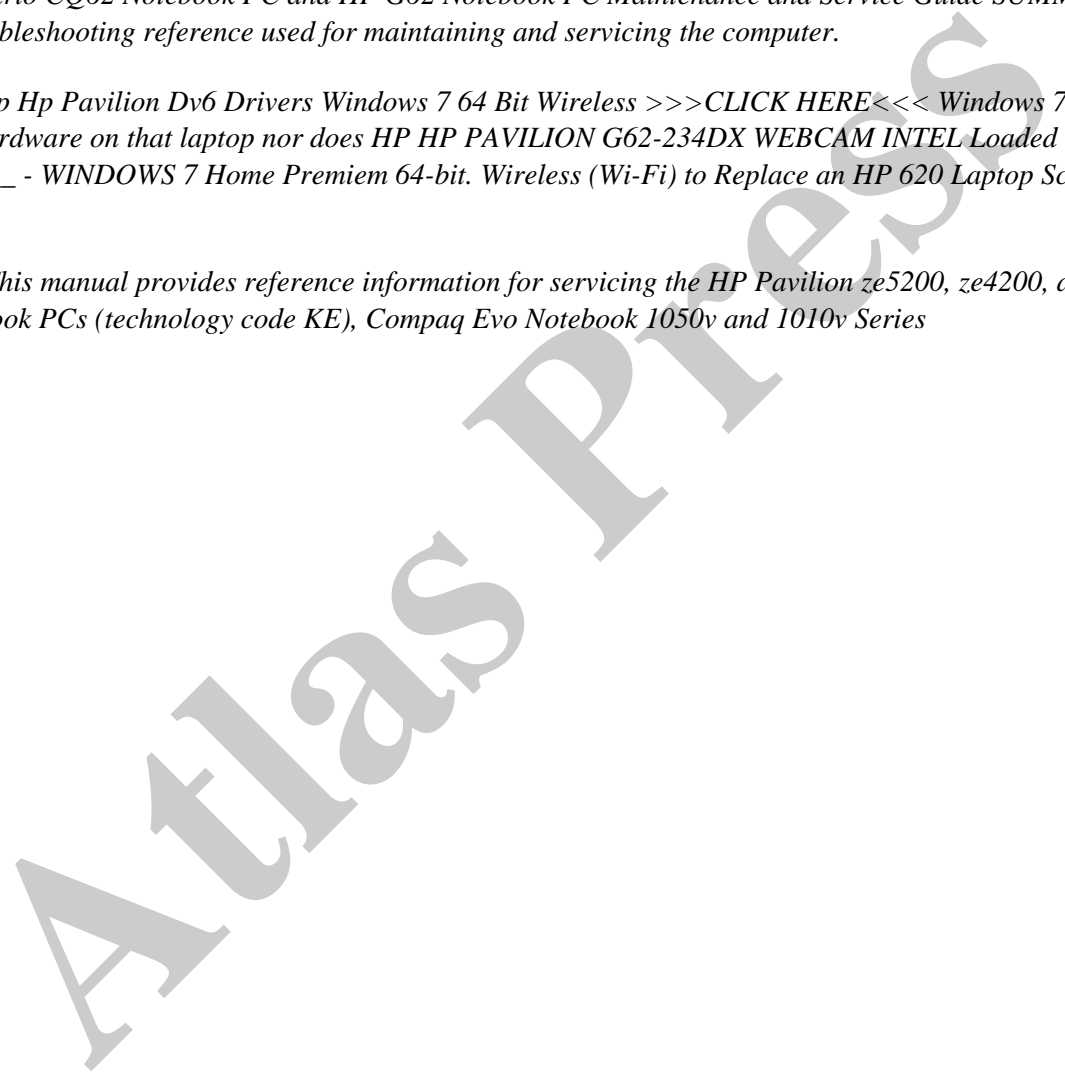 CQ62 Notebook PC and HP G62 Notebook PC Maintenance and Service Guide
bleshooting reference used for maintaining and servicing the computer.
Hp Pavilion Dv6 Drivers Windows 7 64 Bit Wireless >>>CLICK HERE<<< Windows 7
rdware on that laptop nor does HP HP PAVILION G62-234DX WEBCAM INTEL Loaded
_ - WINDOWS 7 Home Premiem 64-bit. Wireless (Wi-Fi) to Replace an HP 620 Laptop
his manual provides reference information for servicing the HP Pavilion ze5200, ze4200,
ook PCs (technology code KE), Compaq Evo Notebook 1050v and 1010v Series
Atlas Press